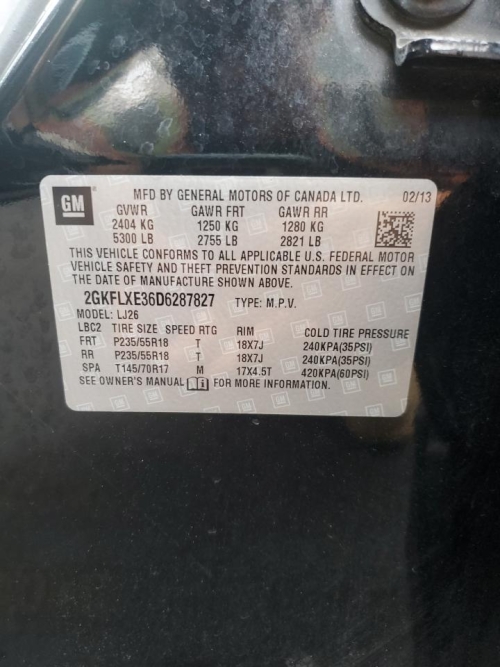 GM
MFD BY GENERAL MOTORS OF CANADA LTD. 02/13
GVWR GAWR FRT GAWR RR
2404 KG 1250 KG 1280 KG
5300 LB 2755 LB 2821 LB
THIS VEHICLE CONFORMS TO ALL APPLICABLE U.S. FEDERAL MOTOR
VEHICLE SAFETY AND THEFT PREVENTION STANDARDS IN EFFECT ON
THE DATE OF MANUFACTURE SHOWN ABOVE.
2GKFLXE36D6287827 TYPE: M.P.V.
MODEL: LJ26
LBC2 TIRE SIZE SPEED RTG RIM COLD TIRE PRESSURE
FRT P235/55R18 T 18X7J 240KPA(35PSI)
RR P235/55R18 T 18X7J 240KPA(35PSI)
SPA T145/70R17 M 17X4.5T 420KPA(60PSI)
SEE OWNER'S MANUAL FOR MORE INFORMATION.